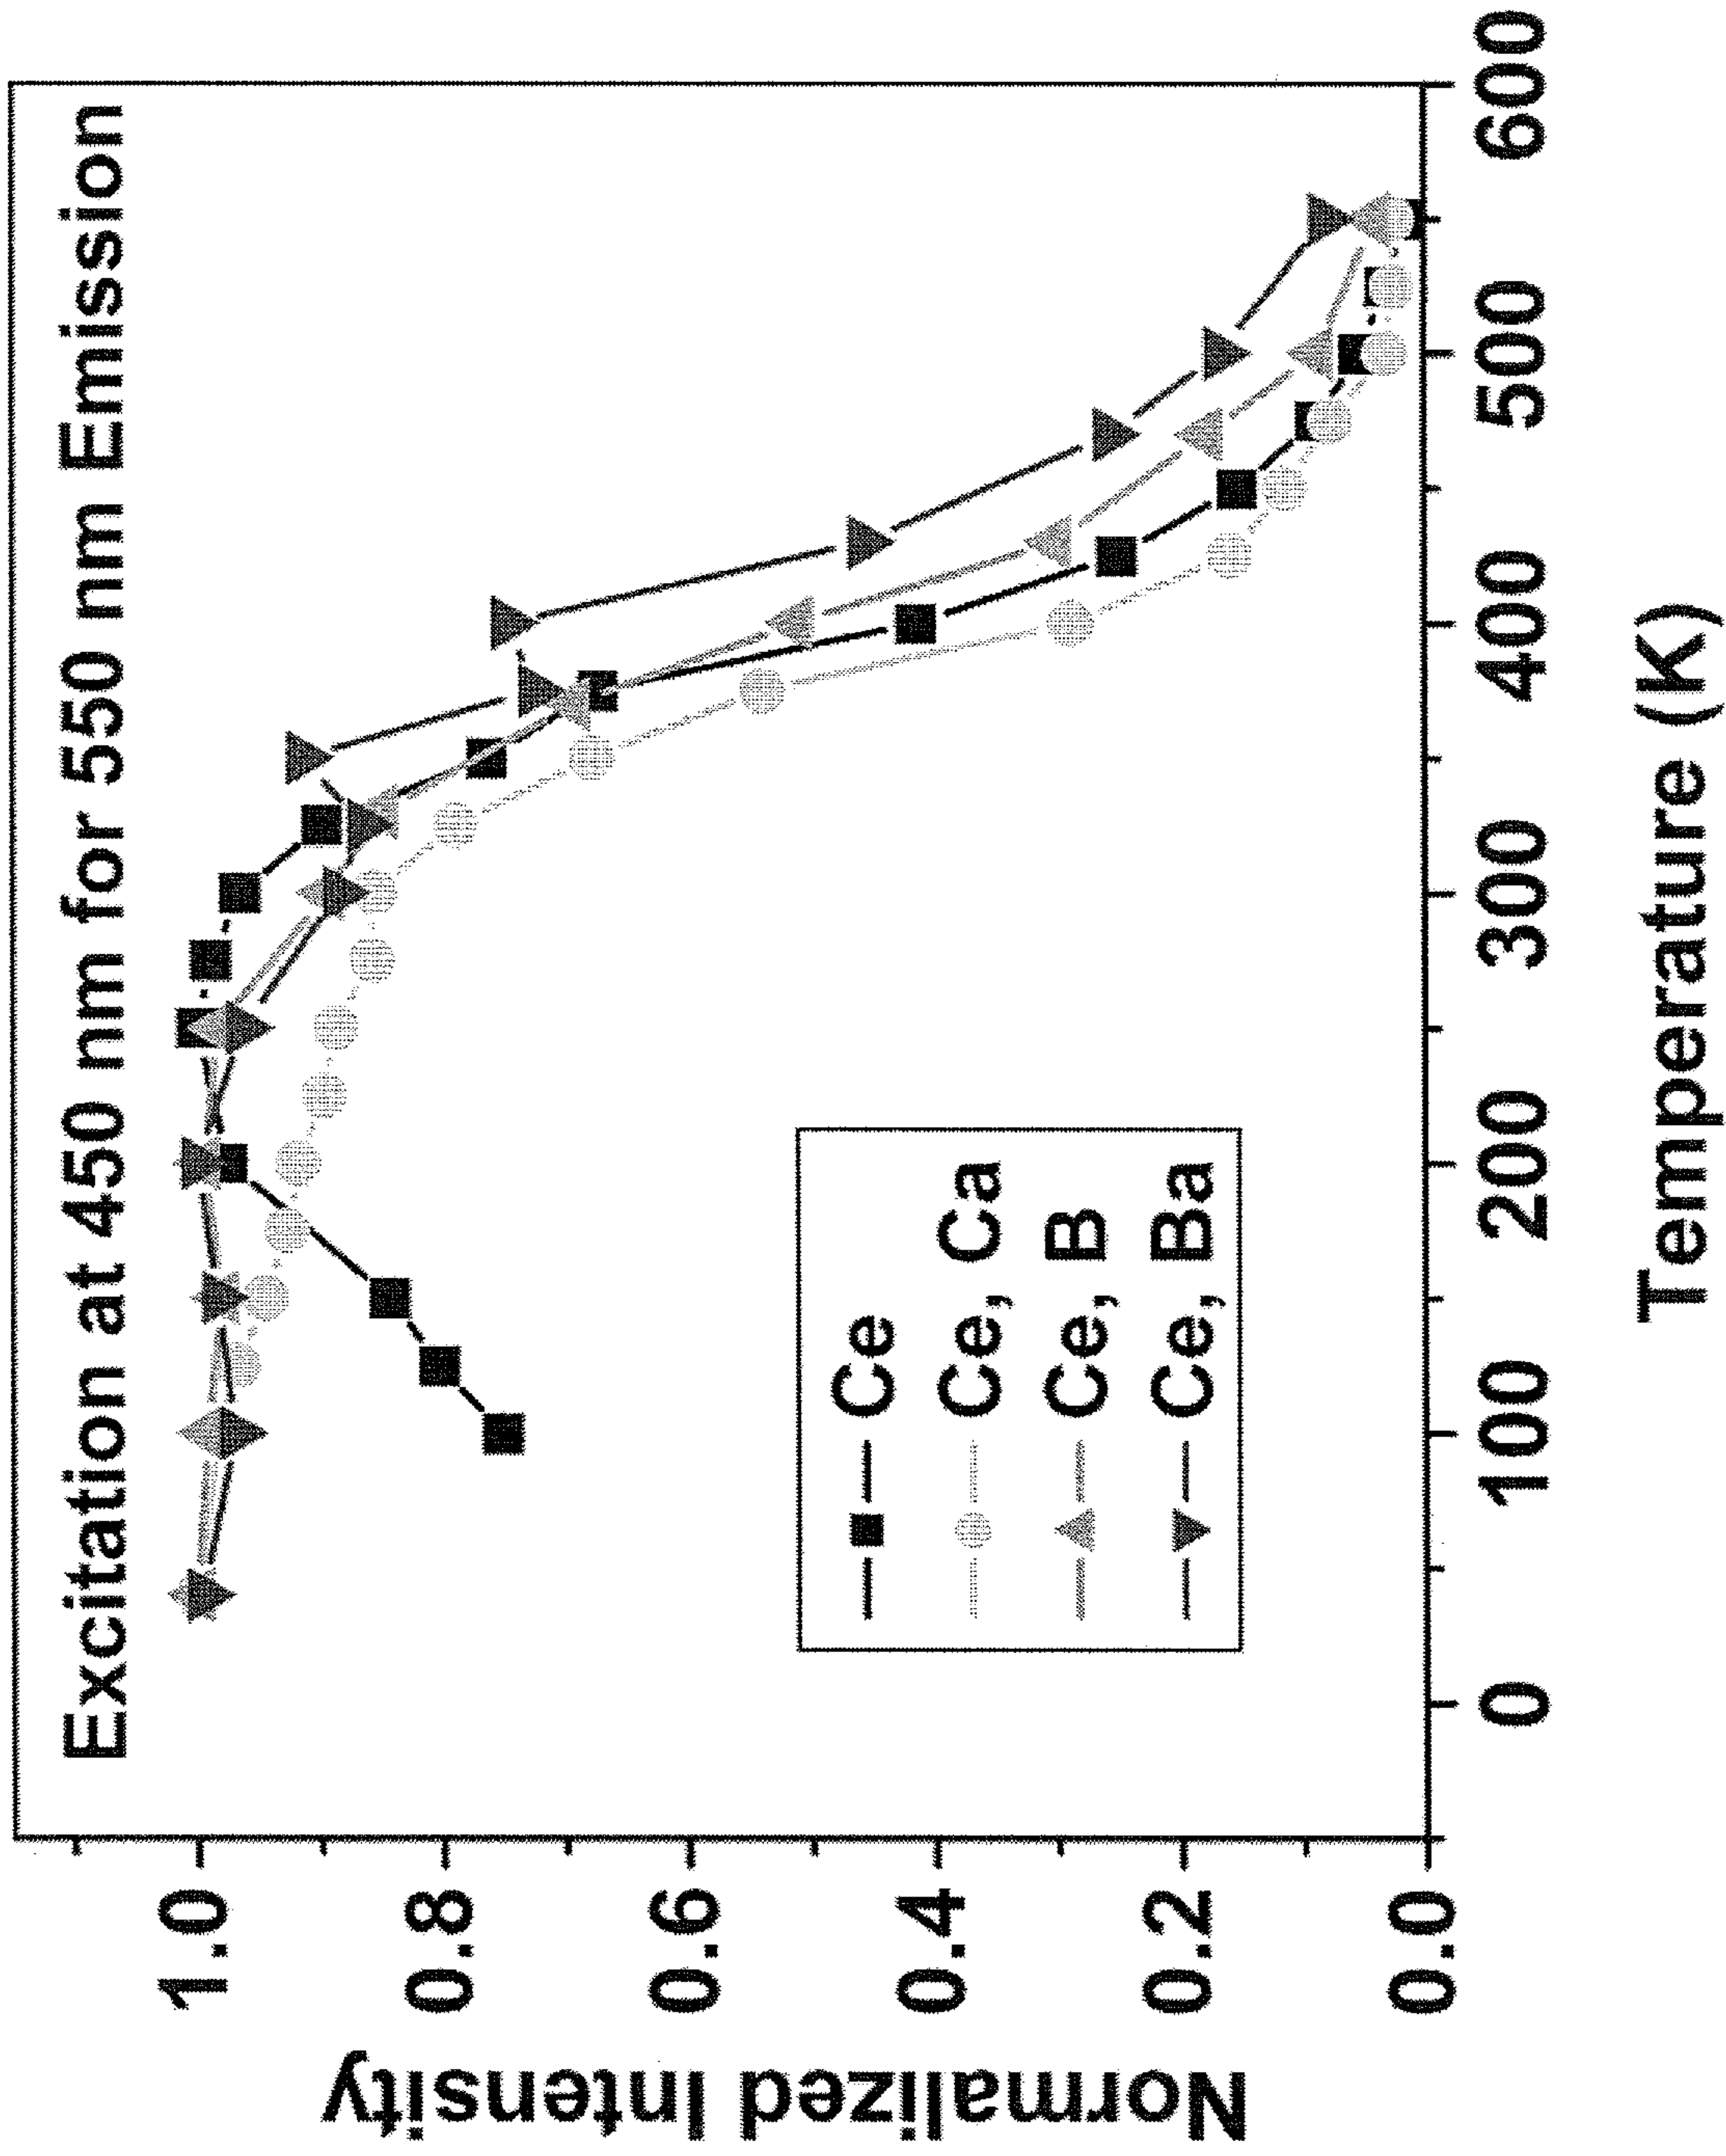 Excitation at 450 nm for 550 nm Emission
Normalized Intensity
1.0
0.8
0.6
0.4
0.2
0.0
Ce
Ce, Ca
Ce, B
Ce, Ba
0 100 200 300 400 500 600
Temperature (K)